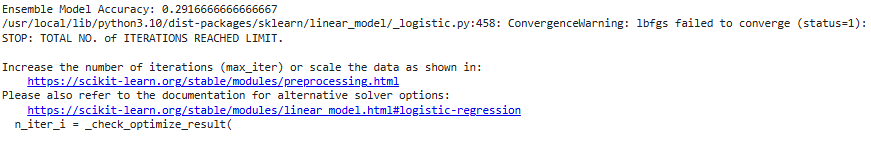 Ensemble Model Accuracy: 0.2916666666666667
/usr/local/lib/python3.10/dist-packages/sklearn/linear_model/_logistic.py:458: ConvergenceWarning: lbfgs failed to converge (status=1):
STOP: TOTAL NO. of ITERATIONS REACHED LIMIT.
Increase the number of iterations (max_iter) or scale the data as shown in:
https://scikit-learn.org/stable/modules/preprocessing.html
Please also refer to the documentation for alternative solver options:
https://scikit-learn.org/stable/modules/linear_model.html#logistic-regression
n_iter_i = _check_optimize_result(